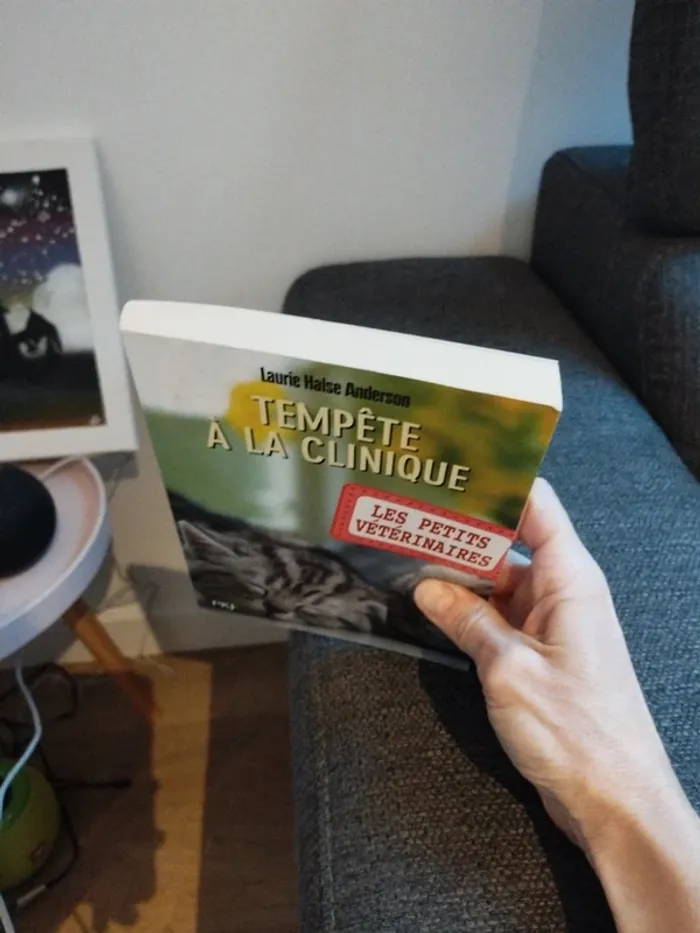 Laurie Halse Anderson
TEMPÊTE
À LA CLINIQUE
LES PETITS
VÉTÉRINAIRES